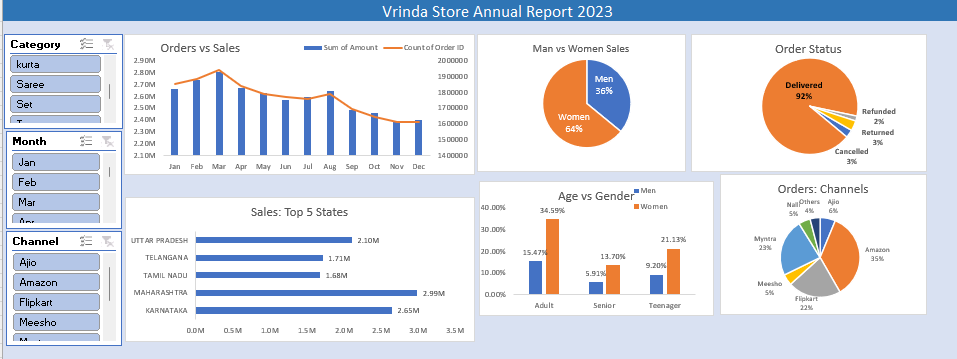 Vrinda Store Annual Report 2023
Category
kurta
Saree
Set
Month
Jan
Feb
Mar
Apr
Channel
Ajio
Amazon
Flipkart
Meesho
Orders vs Sales
Sum of Amount
Count of Order ID
2.90M
2.80M
2.70M
2.60M
2.50M
2.40M
2.30M
2.20M
2.10M
2000000
1900000
1800000
1700000
1600000
1500000
1400000
Jan Feb Mar Apr May Jun Jul Aug Sep Oct Nov Dec
Man vs Women Sales
Men
36%
Women
64%
Order Status
Delivered
92%
Refunded
2%
Returned
3%
Cancelled
3%
Sales: Top 5 States
UTTAR PRADESH 2.10M
TELANGANA 1.71M
TAMIL NADU 1.68M
MAHARASHTRA 2.99M
KARNATAKA 2.65M
0.0M 0.5M 1.0M 1.5M 2.0M 2.5M 3.0M 3.5M
Age vs Gender
Men
Women
40.00%
30.00%
20.00%
10.00%
0.00%
15.47% 34.59%
5.91% 13.70%
9.20% 21.13%
Adult Senior Teenager
Orders: Channels
Nalli
5%
Others
4%
Ajio
6%
Myntra
23%
Amazon
35%
Meesho
5%
Flipkart
22%